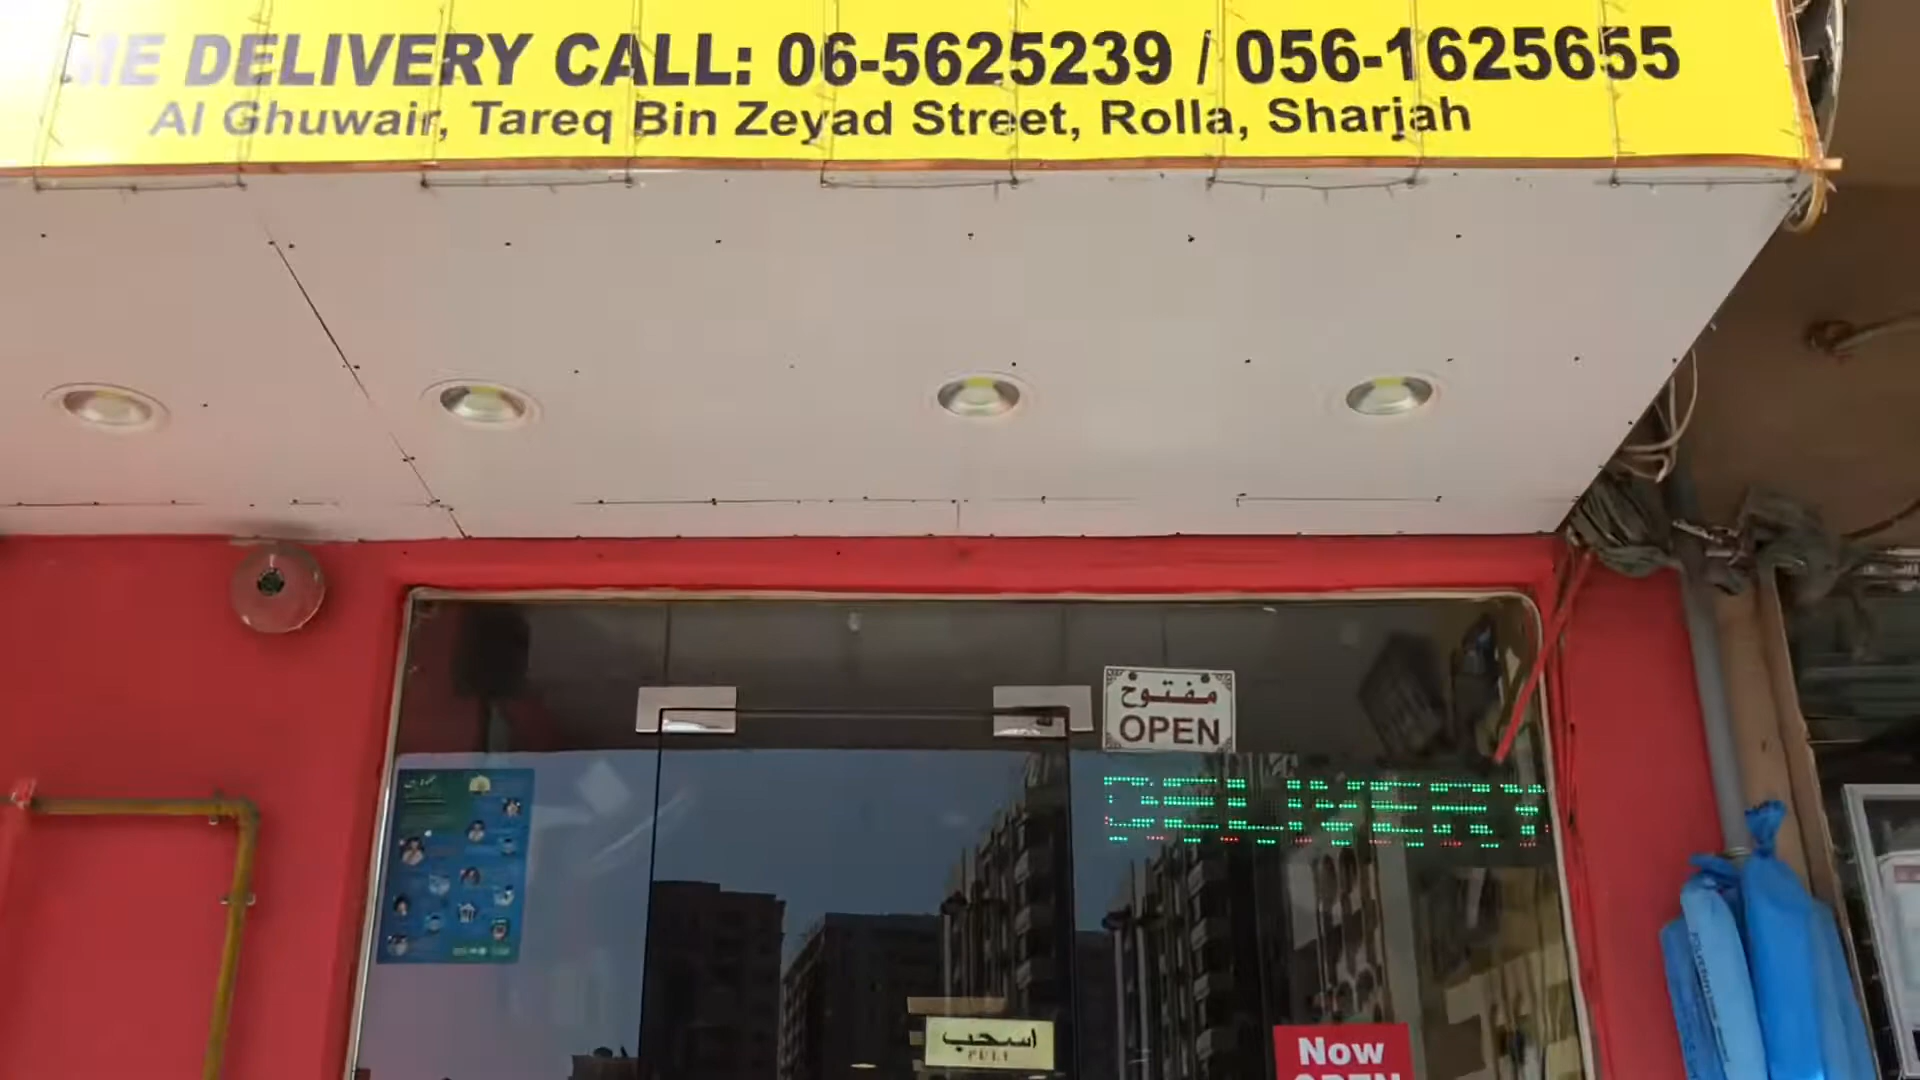 DELIVERY CALL: 06-5625239 / 056-1625655
Al Ghuwair, Tareq Bin Zeyad Street, Rolla, Sharjah
مفتوح
OPEN
DELIVERY
اسحب
PULL
Now
OPEN